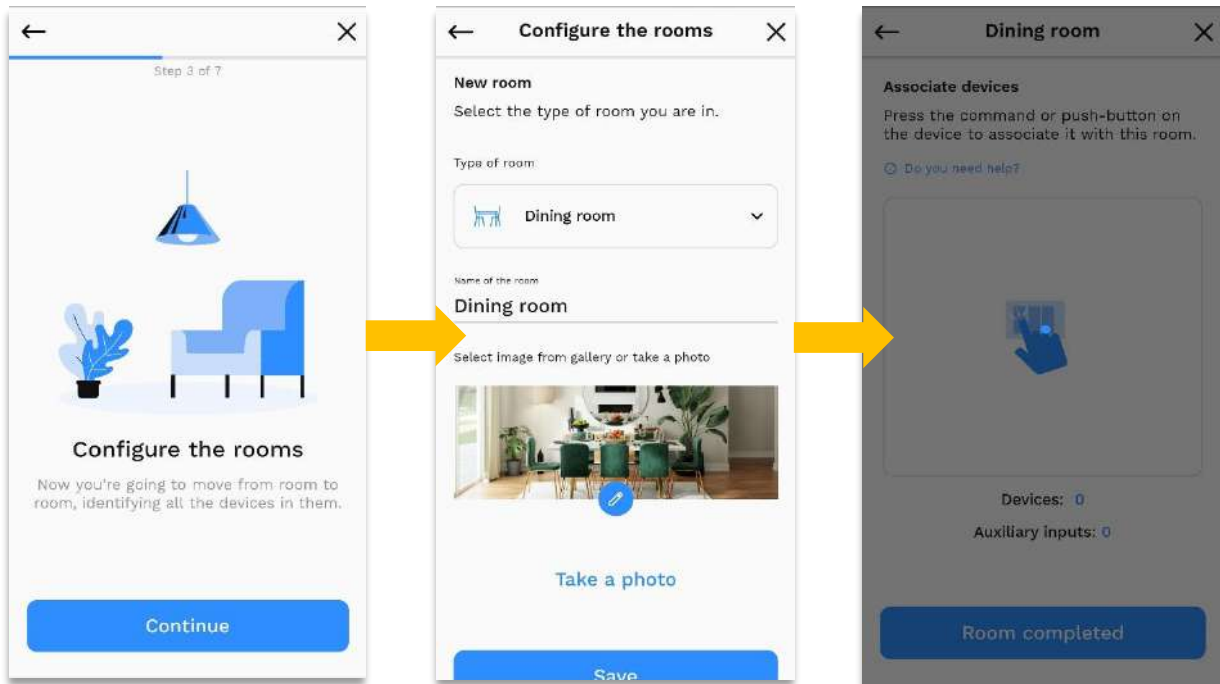 Step 3 of 7
Configure the rooms
Now you're going to move from room to
room, identifying all the devices in them.
Continue
Configure the rooms
New room
Select the type of room you are in.
Type of room
Dining room
Name of the room
Dining room
Select image from gallery or take a photo
Take a photo
Save
Dining room
Associate devices
Press the command or push-button on
the device to associate it with this room.
Do you need help?
Devices: 0
Auxiliary inputs: 0
Room completed